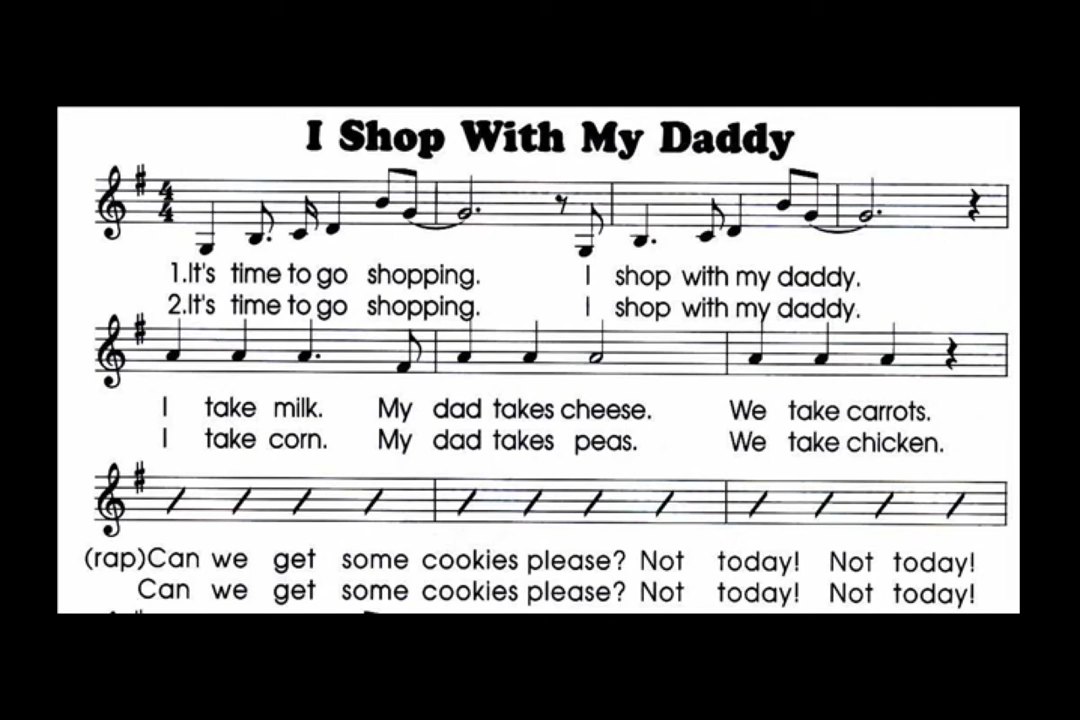 I Shop With My Daddy
4
4
1.It's time to go shopping. I shop with my daddy.
2.It's time to go shopping. I shop with my daddy.
I take milk. My dad takes cheese. We take carrots.
I take corn. My dad takes peas. We take chicken.
(rap)Can we get some cookies please? Not today! Not today!
Can we get some cookies please? Not today! Not today!